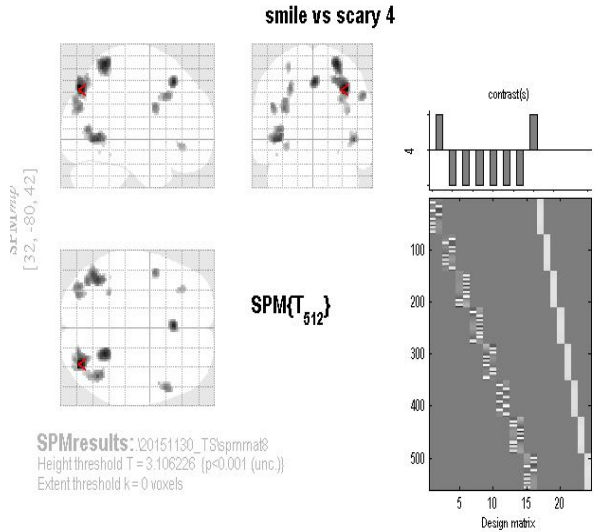 smile vs scary 4
contrast(s)
4
SPMmip
[32, -80, 42]
SPM{T512}
100
200
300
400
500
5 10 15 20
Design matrix
SPMresults: .\20151130_TS\spmmat8
Height threshold T = 3.106226 {p<0.001 (unc.)}
Extent threshold k = 0 voxels